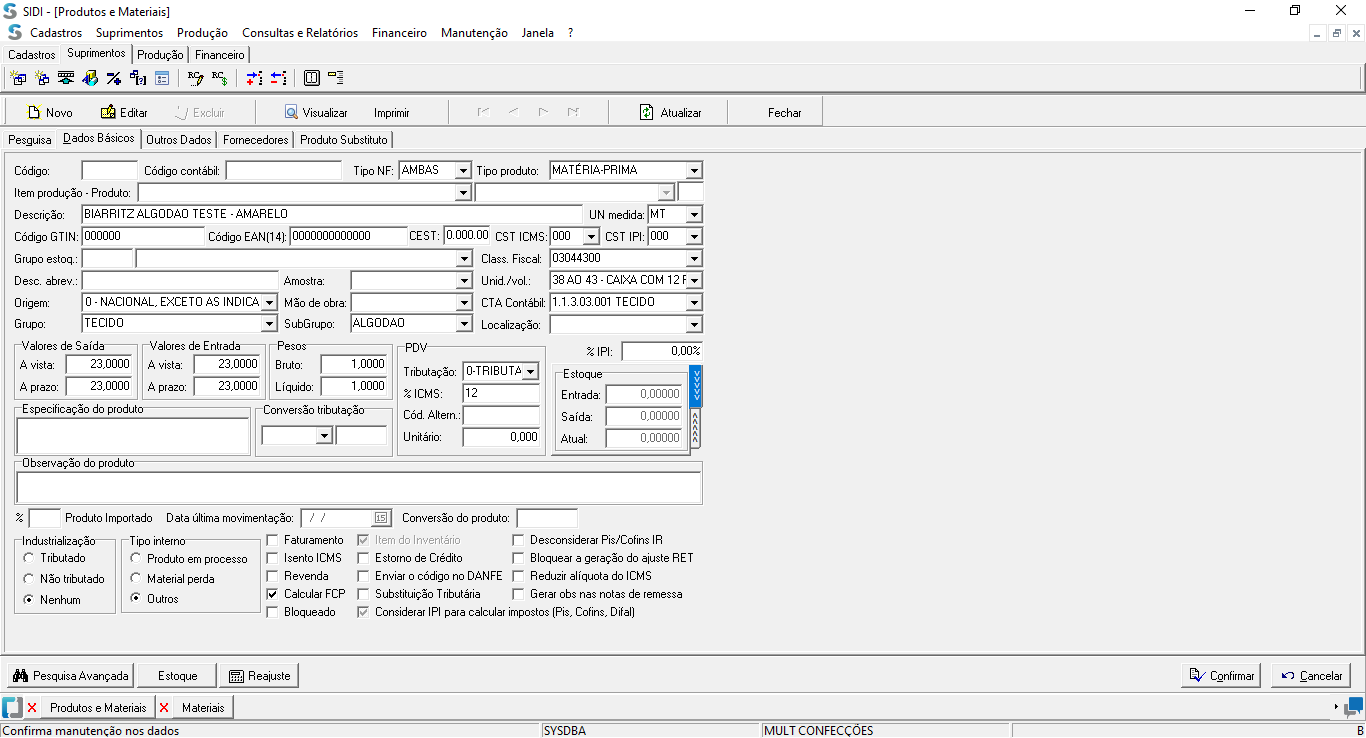 SIDI - [Produtos e Materiais]
Cadastros Suprimentos Produção Consultas e Relatórios Financeiro Manutenção Janela ?
Cadastros Suprimentos Produção Financeiro
Novo Editar Excluir Visualizar Imprimir Atualizar Fechar
Pesquisa Dados Básicos Outros Dados Fornecedores Produto Substituto
Código: Código contábil: Tipo NF: AMBAS Tipo produto: MATÉRIA-PRIMA
Item produção - Produto:
Descrição: BIARRITZ ALGODAO TESTE - AMARELO UN medida: MT
Código GTIN: 000000 Código EAN(14): 0000000000000 CEST: 0.000.00 CST ICMS: 000 CST IPI: 000
Grupo estoq.: Class. Fiscal: 03044300
Desc. abrev.: Amostra: Unid./vol.: 38 AO 43 - CAIXA COM 12 F
Origem: 0 - NACIONAL, EXCETO AS INDICA Mão de obra: CTA Contábil: 1.1.3.03.001 TECIDO
Grupo: TECIDO SubGrupo: ALGODAO Localização:
Valores de Saída Valores de Entrada Pesos PDV % IPI: 0,00%
A vista: 23,0000 A vista: 23,0000 Bruto: 1,0000 Tributação: 0-TRIBUTA Estoque
A prazo: 23,0000 A prazo: 23,0000 Líquido: 1,0000 % ICMS: 12 Entrada: 0,00000
Especificação do produto Conversão tributação Cód. Altern.: Saída: 0,00000
Unitário: 0,000 Atual: 0,00000
Observação do produto
% Produto Importado Data última movimentação: / / 15 Conversão do produto:
Industrialização Tipo interno Faturamento Item do Inventário Desconsiderar Pis/Cofins IR
Tributado Produto em processo Isento ICMS Estorno de Crédito Bloquear a geração do ajuste RET
Não tributado Material perda Revenda Enviar o código no DANFE Reduzir alíquota do ICMS
Nenhum Outros Calcular FCP Substituição Tributária Gerar obs nas notas de remessa
Bloqueado Considerar IPI para calcular impostos (Pis, Cofins, Difal)
Pesquisa Avançada Estoque Reajuste Confirmar Cancelar
Produtos e Materiais Materiais
Confirma manutenção nos dados SYSDBA MULT CONFECÇÕES B